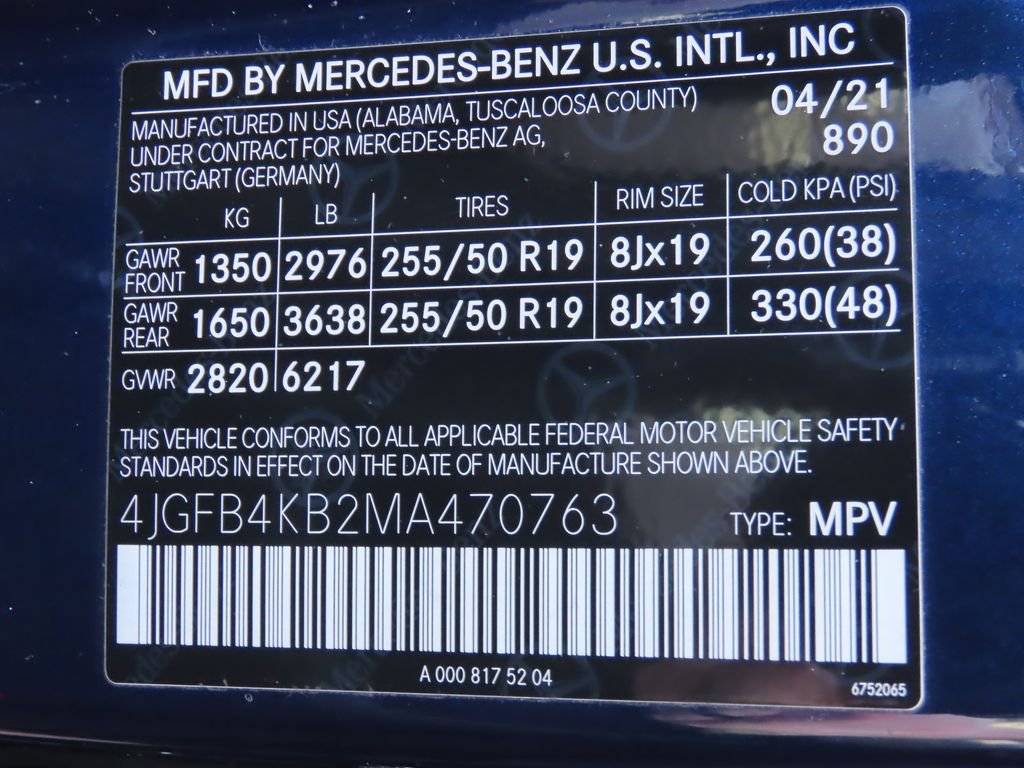 MFD BY MERCEDES-BENZ U.S. INTL., INC
MANUFACTURED IN USA (ALABAMA, TUSCALOOSA COUNTY) 04/21
UNDER CONTRACT FOR MERCEDES-BENZ AG, 890
STUTTGART (GERMANY)
KG LB TIRES RIM SIZE COLD KPA (PSI)
GAWR FRONT 1350 2976 255/50 R19 8Jx19 260(38)
GAWR REAR 1650 3638 255/50 R19 8Jx19 330(48)
GVWR 2820 6217
THIS VEHICLE CONFORMS TO ALL APPLICABLE FEDERAL MOTOR VEHICLE SAFETY
STANDARDS IN EFFECT ON THE DATE OF MANUFACTURE SHOWN ABOVE.
4JGFB4KB2MA470763 TYPE: MPV
A 000 817 52 04
6752065